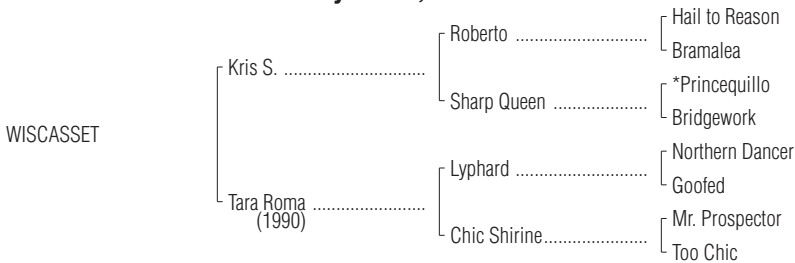 Hail to Reason
Roberto ............................
Bramalea
Kris S. ..............................
*Princequillo
Sharp Queen ....................
Bridgework
WISCASSET
Northern Dancer
Lyphard ............................
Goofed
Tara Roma ........................
(1990)
Mr. Prospector
Chic Shirine......................
Too Chic